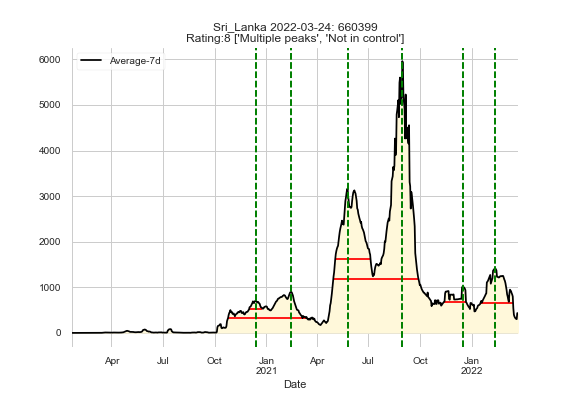 Sri_Lanka 2022-03-24: 660399
Rating:8 ['Multiple peaks', 'Not in control']
Average-7d
6000
5000
4000
3000
2000
1000
0
Apr Jul Oct Jan Apr Jul Oct Jan
2021 2022
Date